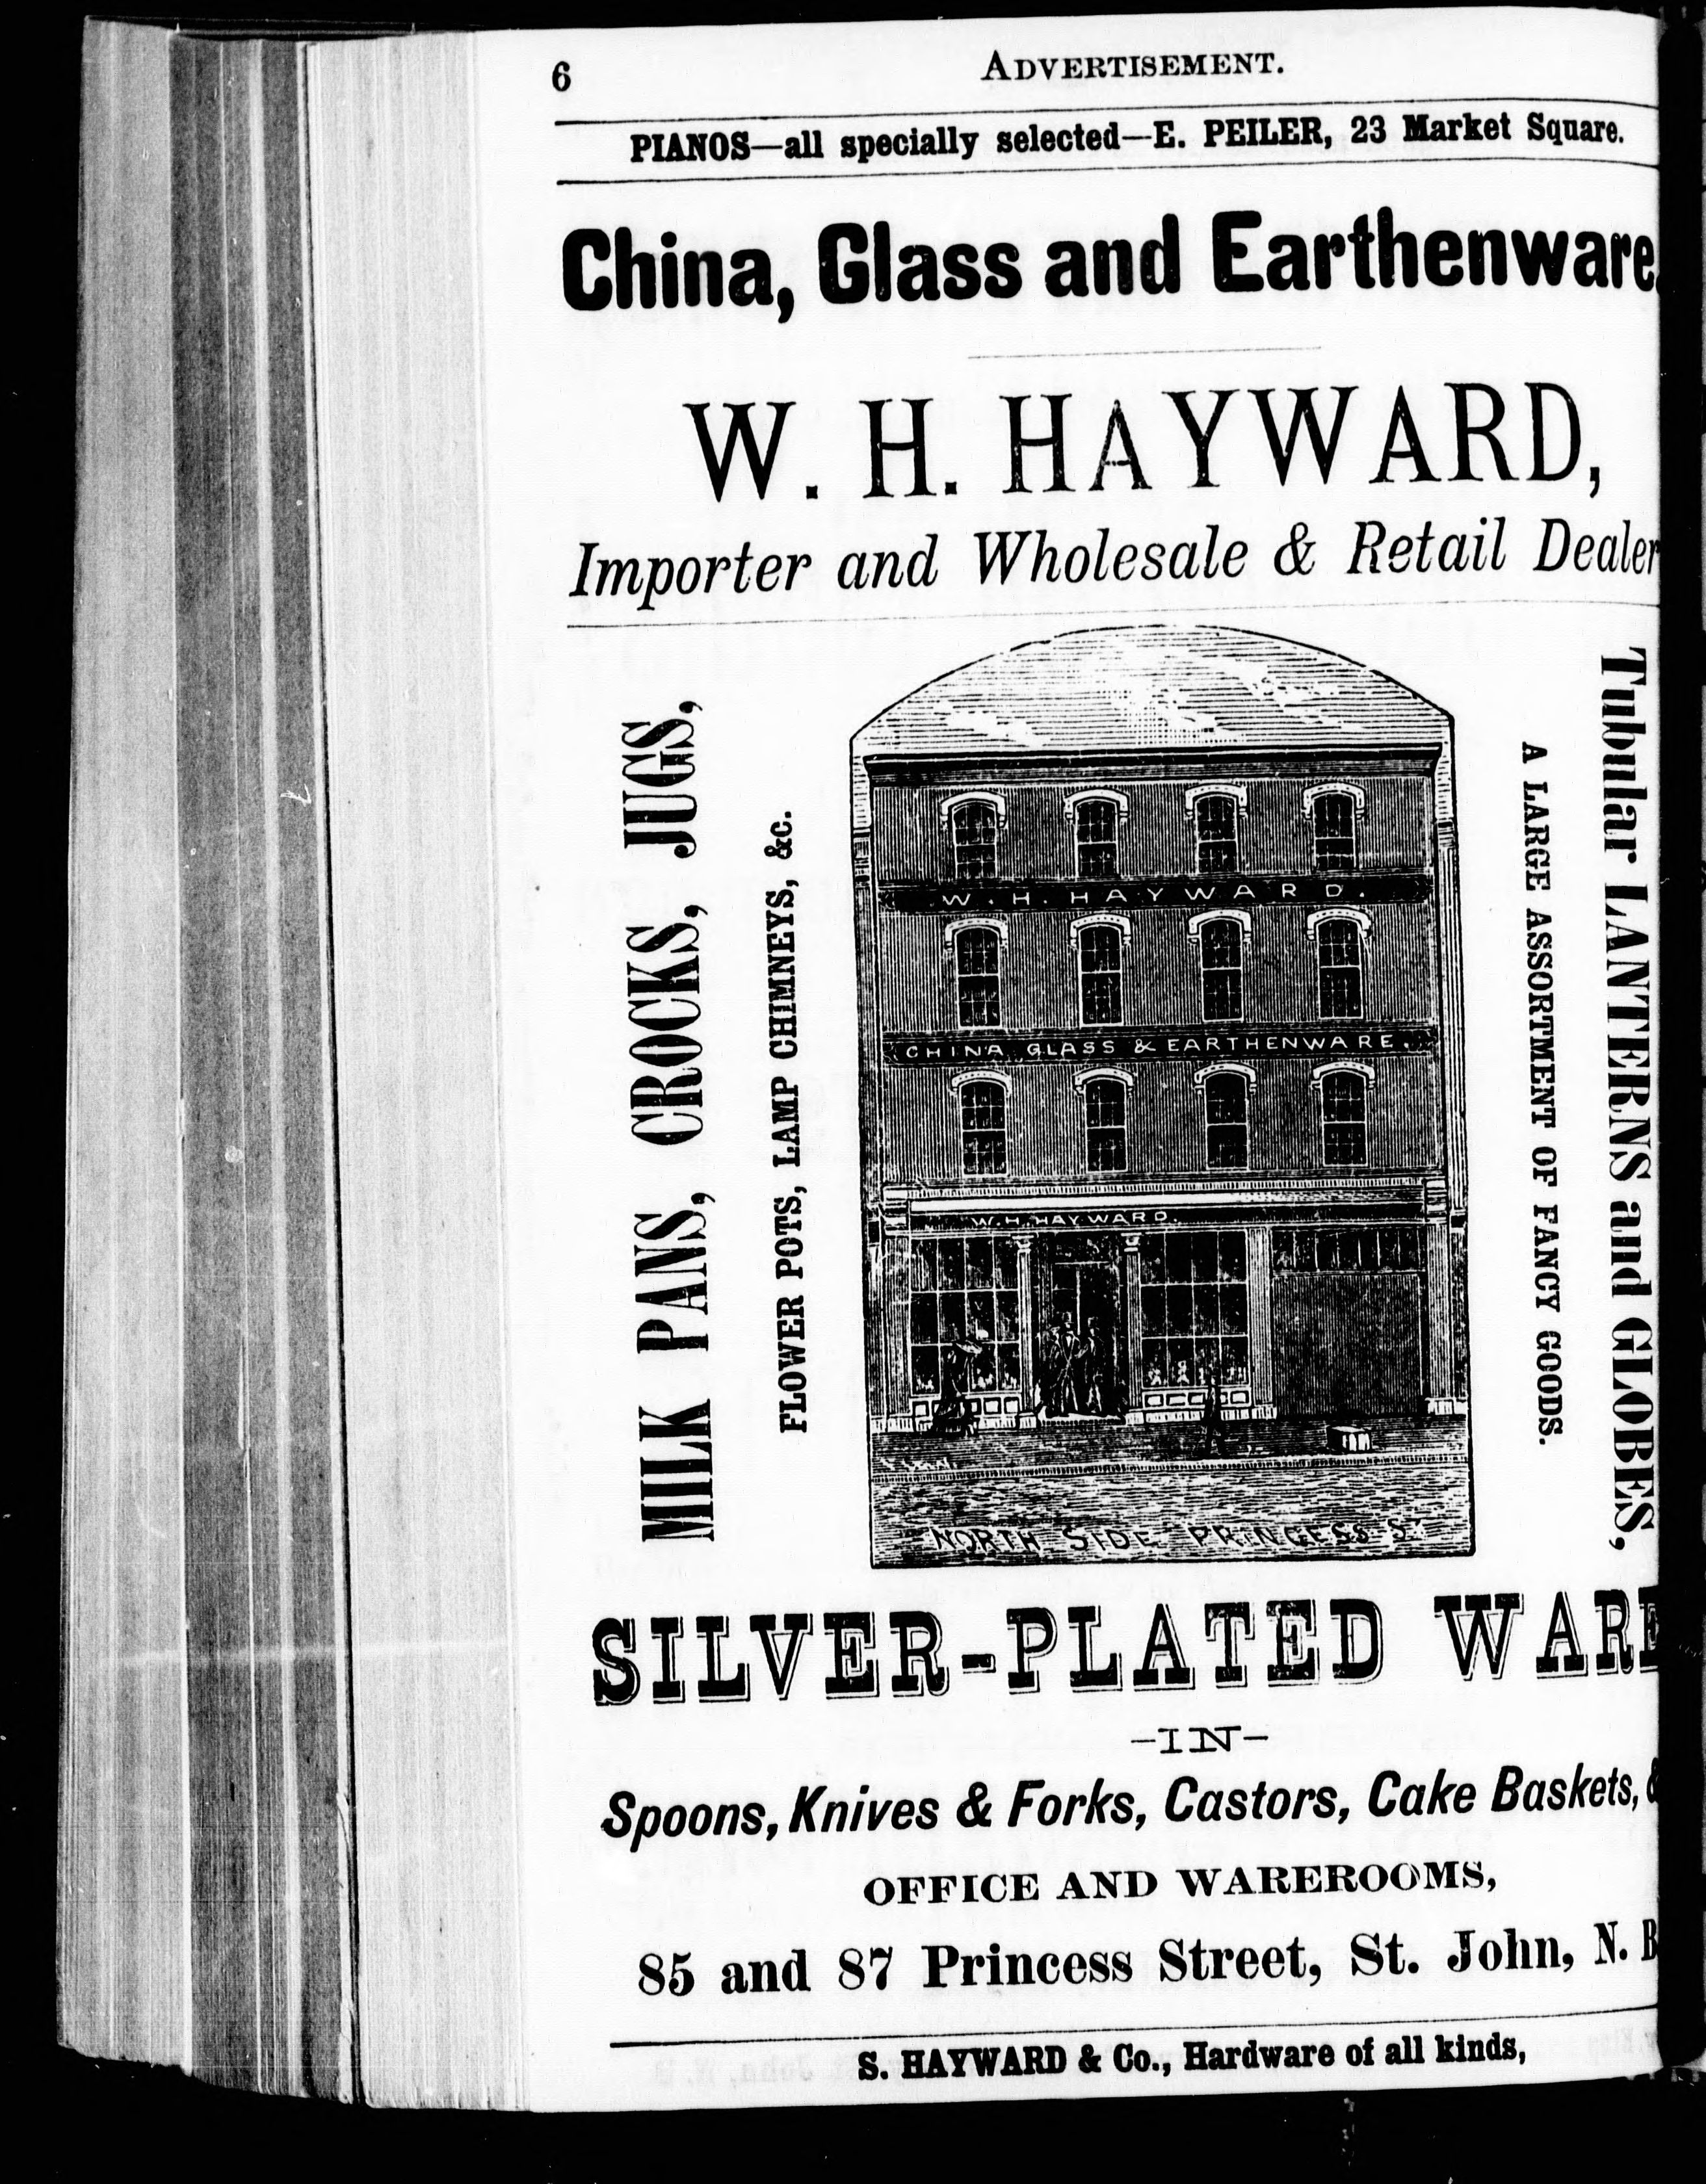 6
ADVERTISEMENT.
PIANOS—all specially selected—E. PEILER, 23 Market Square.
China, Glass and Earthenware
W. H. HAYWARD,
Importer and Wholesale & Retail Dealer
MILK PANS, CROCKS, JUGS,
FLOWER POTS, LAMP CHIMNEYS, &c.
W. H. HAYWARD.
CHINA GLASS & EARTHENWARE.
W. H. HAYWARD.
NORTH SIDE PRINCESS ST
A LARGE ASSORTMENT OF FANCY GOODS.
Tubular LANTERNS and GLOBES,
SILVER-PLATED WARE
—IN—
Spoons, Knives & Forks, Castors, Cake Baskets, &
OFFICE AND WAREROOMS,
85 and 87 Princess Street, St. John, N. B
S. HAYWARD & Co., Hardware of all kinds,